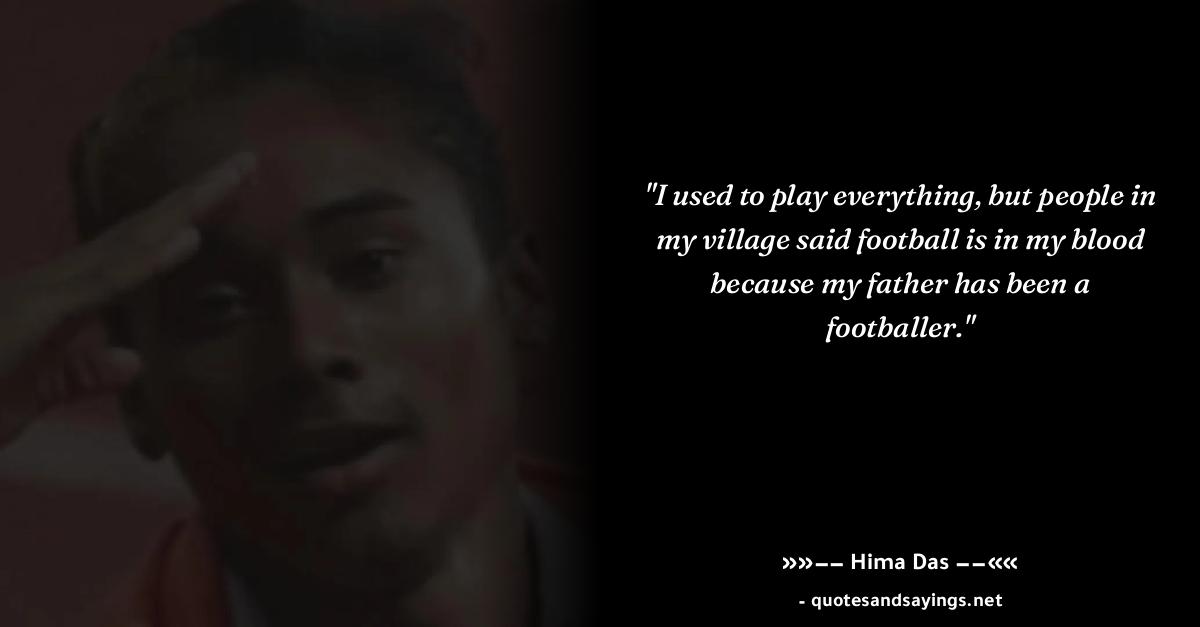 "I used to play everything, but people in
my village said football is in my blood
because my father has been a
footballer."
»»–– Hima Das ––««
- quotesandsayings.net